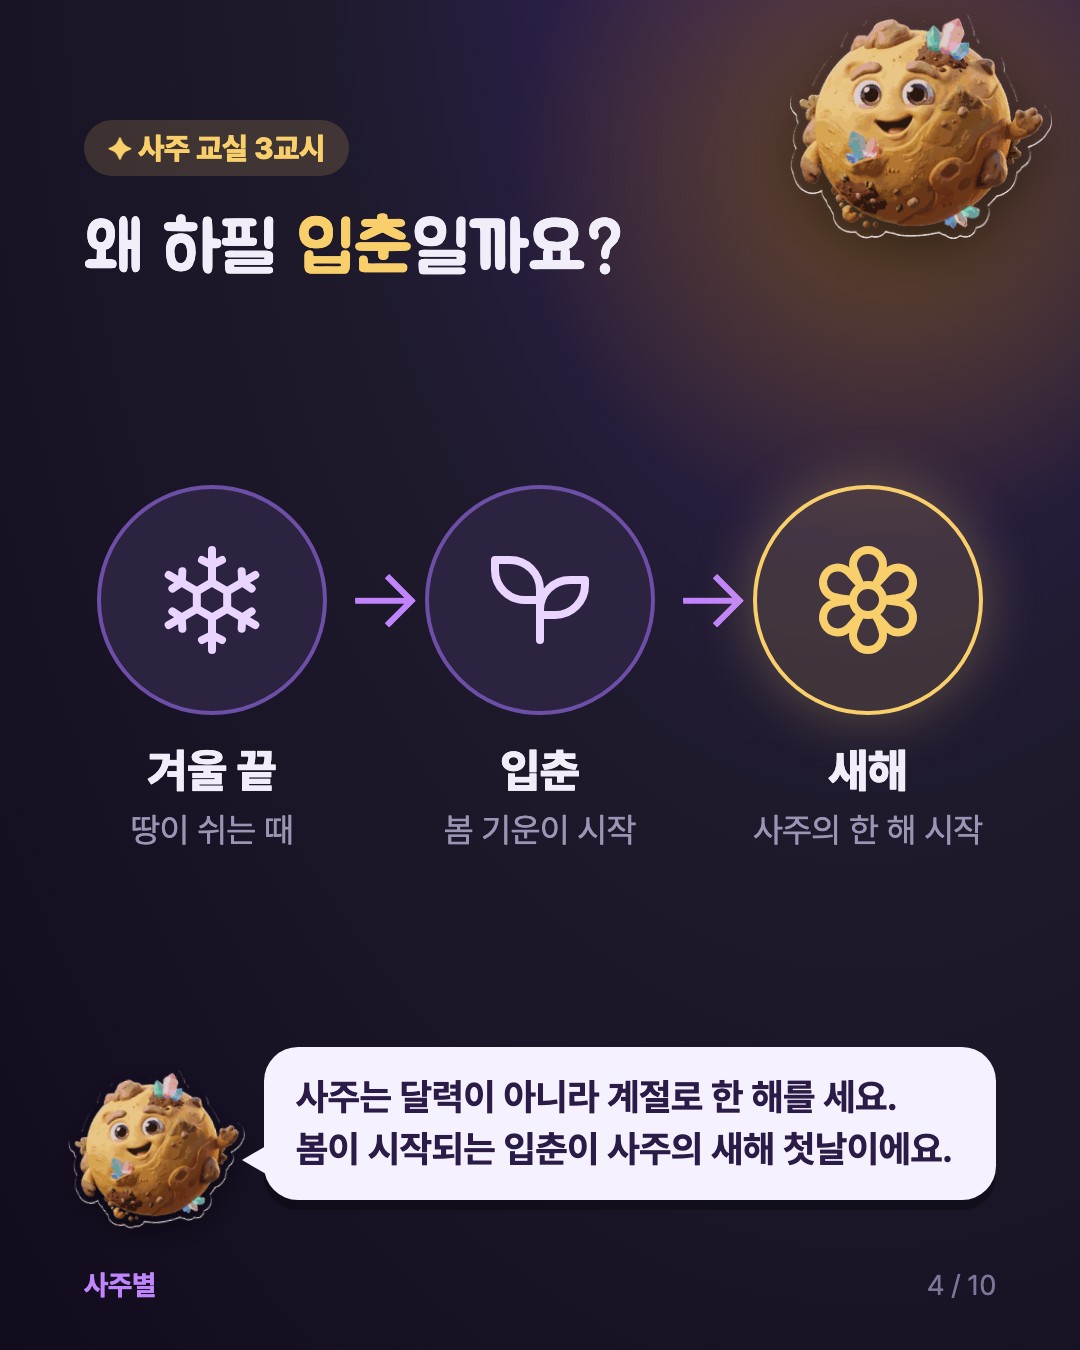 ✦ 사주 교실 3교시
왜 하필 입춘일까요?
겨울 끝
땅이 쉬는 때
입춘
봄 기운이 시작
새해
사주의 한 해 시작
사주는 달력이 아니라 계절로 한 해를 세요.
봄이 시작되는 입춘이 사주의 새해 첫날이에요.
사주별
4 / 10